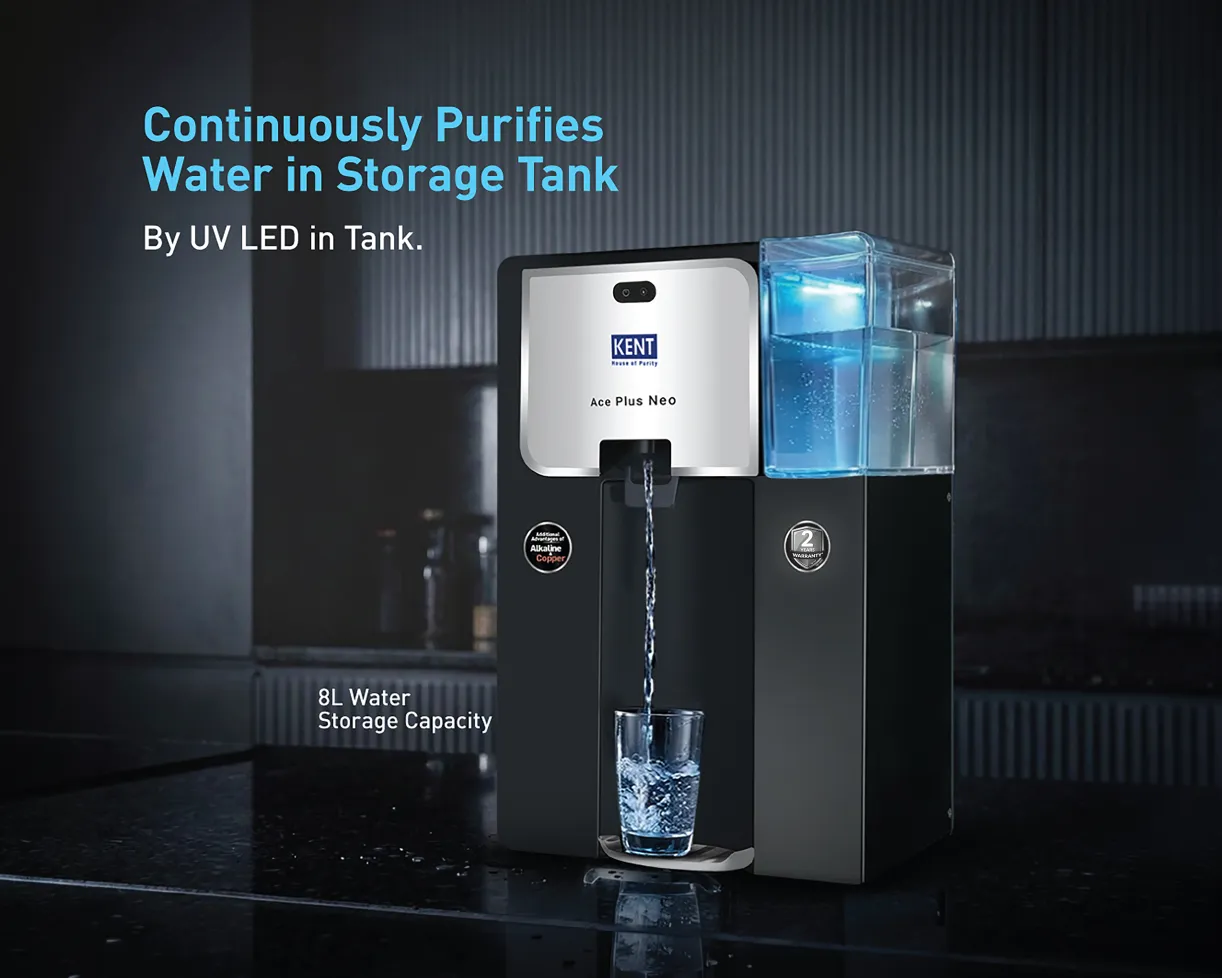 Continuously Purifies
Water in Storage Tank
By UV LED in Tank.
KENT
House of Purity
Ace Plus Neo
Additional
Advantages of
Alkaline
&
Copper
2
YEARS
WARRANTY*
8L Water
Storage Capacity